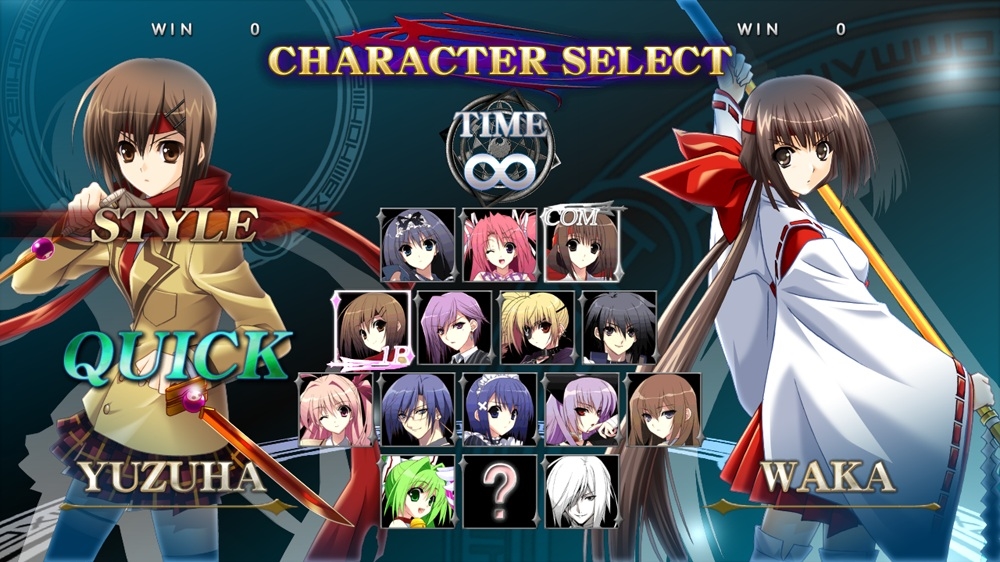 WIN 0
WIN 0
CHARACTER SELECT
TIME
∞
COM
STYLE
1P
QUICK
?
YUZUHA
WAKA